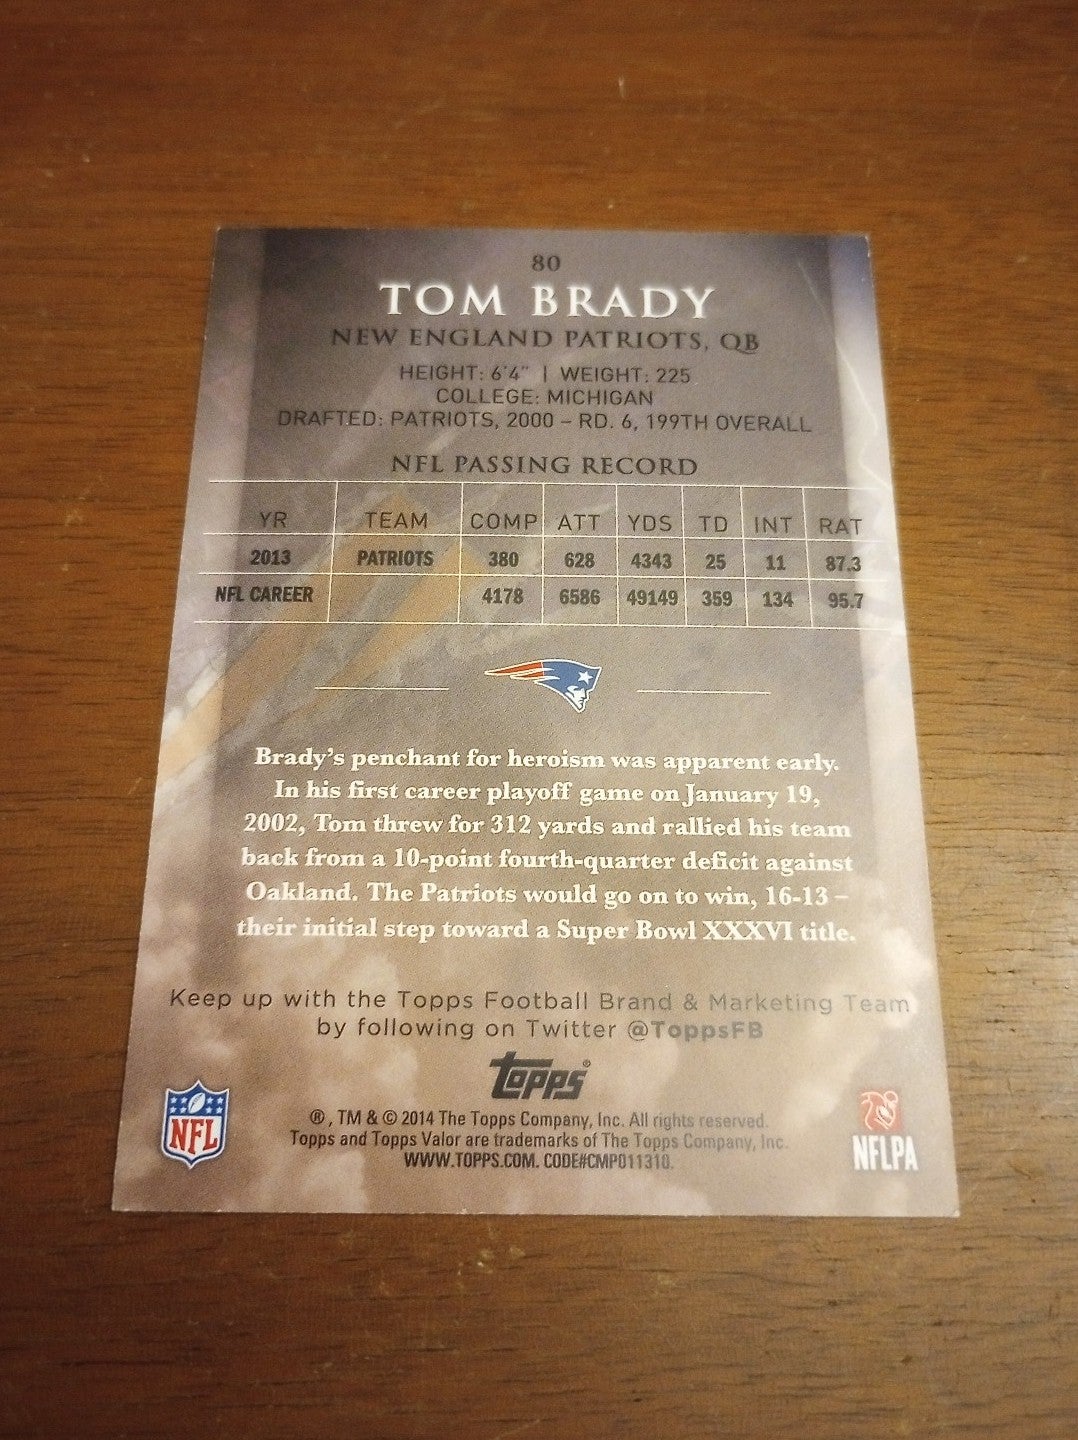 80
TOM BRADY
NEW ENGLAND PATRIOTS, QB
HEIGHT: 6'4" | WEIGHT: 225
COLLEGE: MICHIGAN
DRAFTED: PATRIOTS, 2000 – RD. 6, 199TH OVERALL
NFL PASSING RECORD
YR TEAM COMP ATT YDS TD INT RAT
2013 PATRIOTS 380 628 4343 25 11 87.3
NFL CAREER 4178 6586 49149 359 134 95.7
Brady's penchant for heroism was apparent early.
In his first career playoff game on January 19,
2002, Tom threw for 312 yards and rallied his team
back from a 10-point fourth-quarter deficit against
Oakland. The Patriots would go on to win, 16-13 –
their initial step toward a Super Bowl XXXVI title.
Keep up with the Topps Football Brand & Marketing Team
by following on Twitter @ToppsFB
Topps®
®, TM & © 2014 The Topps Company, Inc. All rights reserved.
Topps and Topps Valor are trademarks of The Topps Company, Inc.
WWW.TOPPS.COM. CODE#CMP011310.
NFL
NFLPA